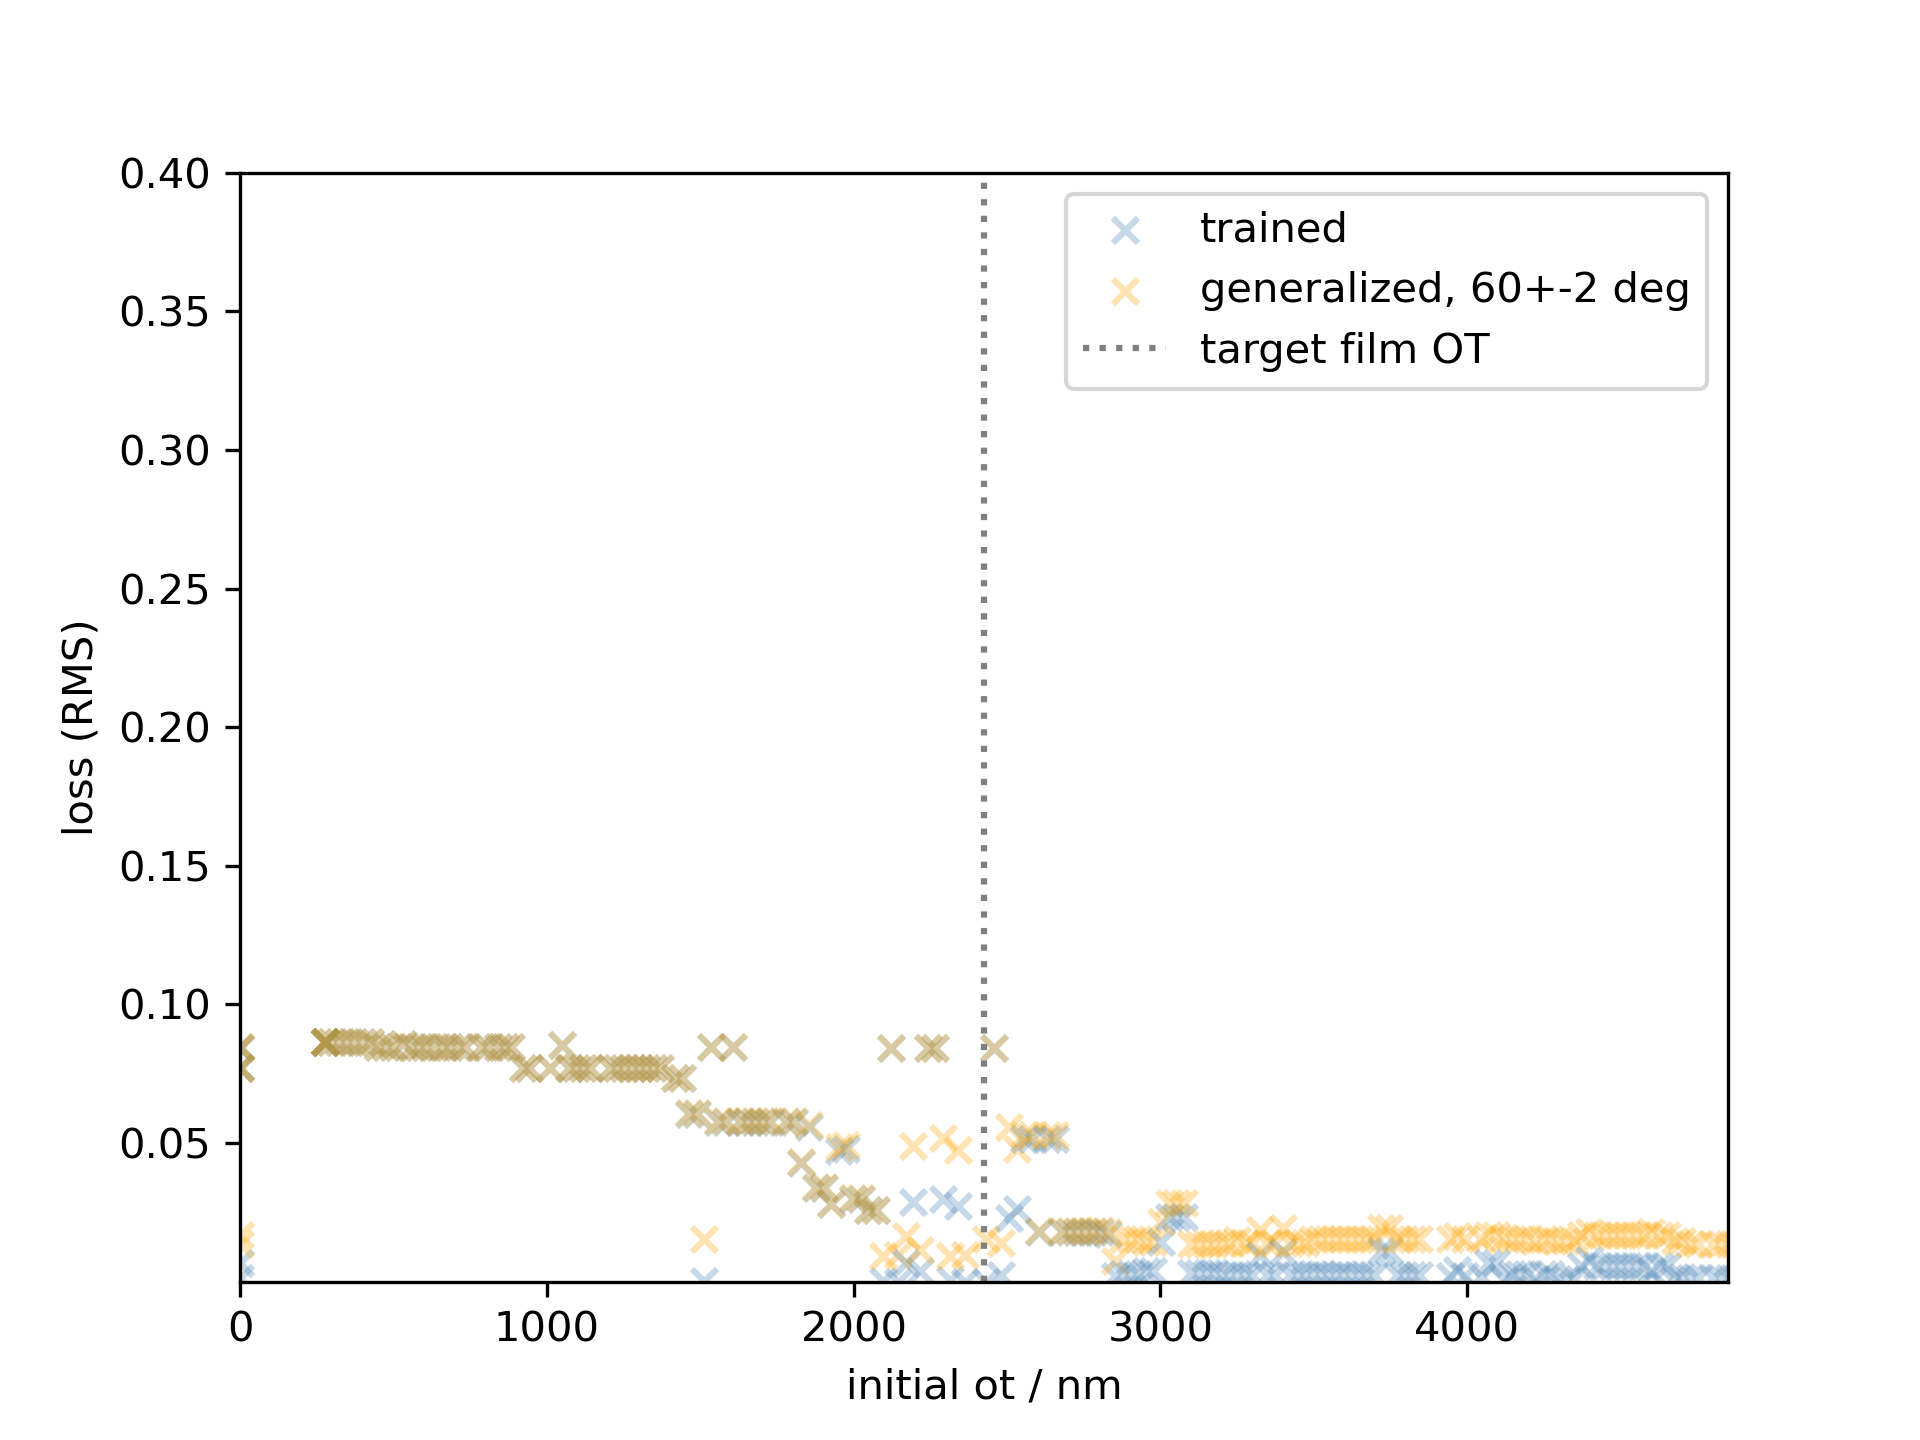 0.40
0.35
0.30
0.25
0.20
0.15
0.10
0.05
loss (RMS)
trained
generalized, 60+-2 deg
target film OT
0
1000
2000
3000
4000
initial ot / nm